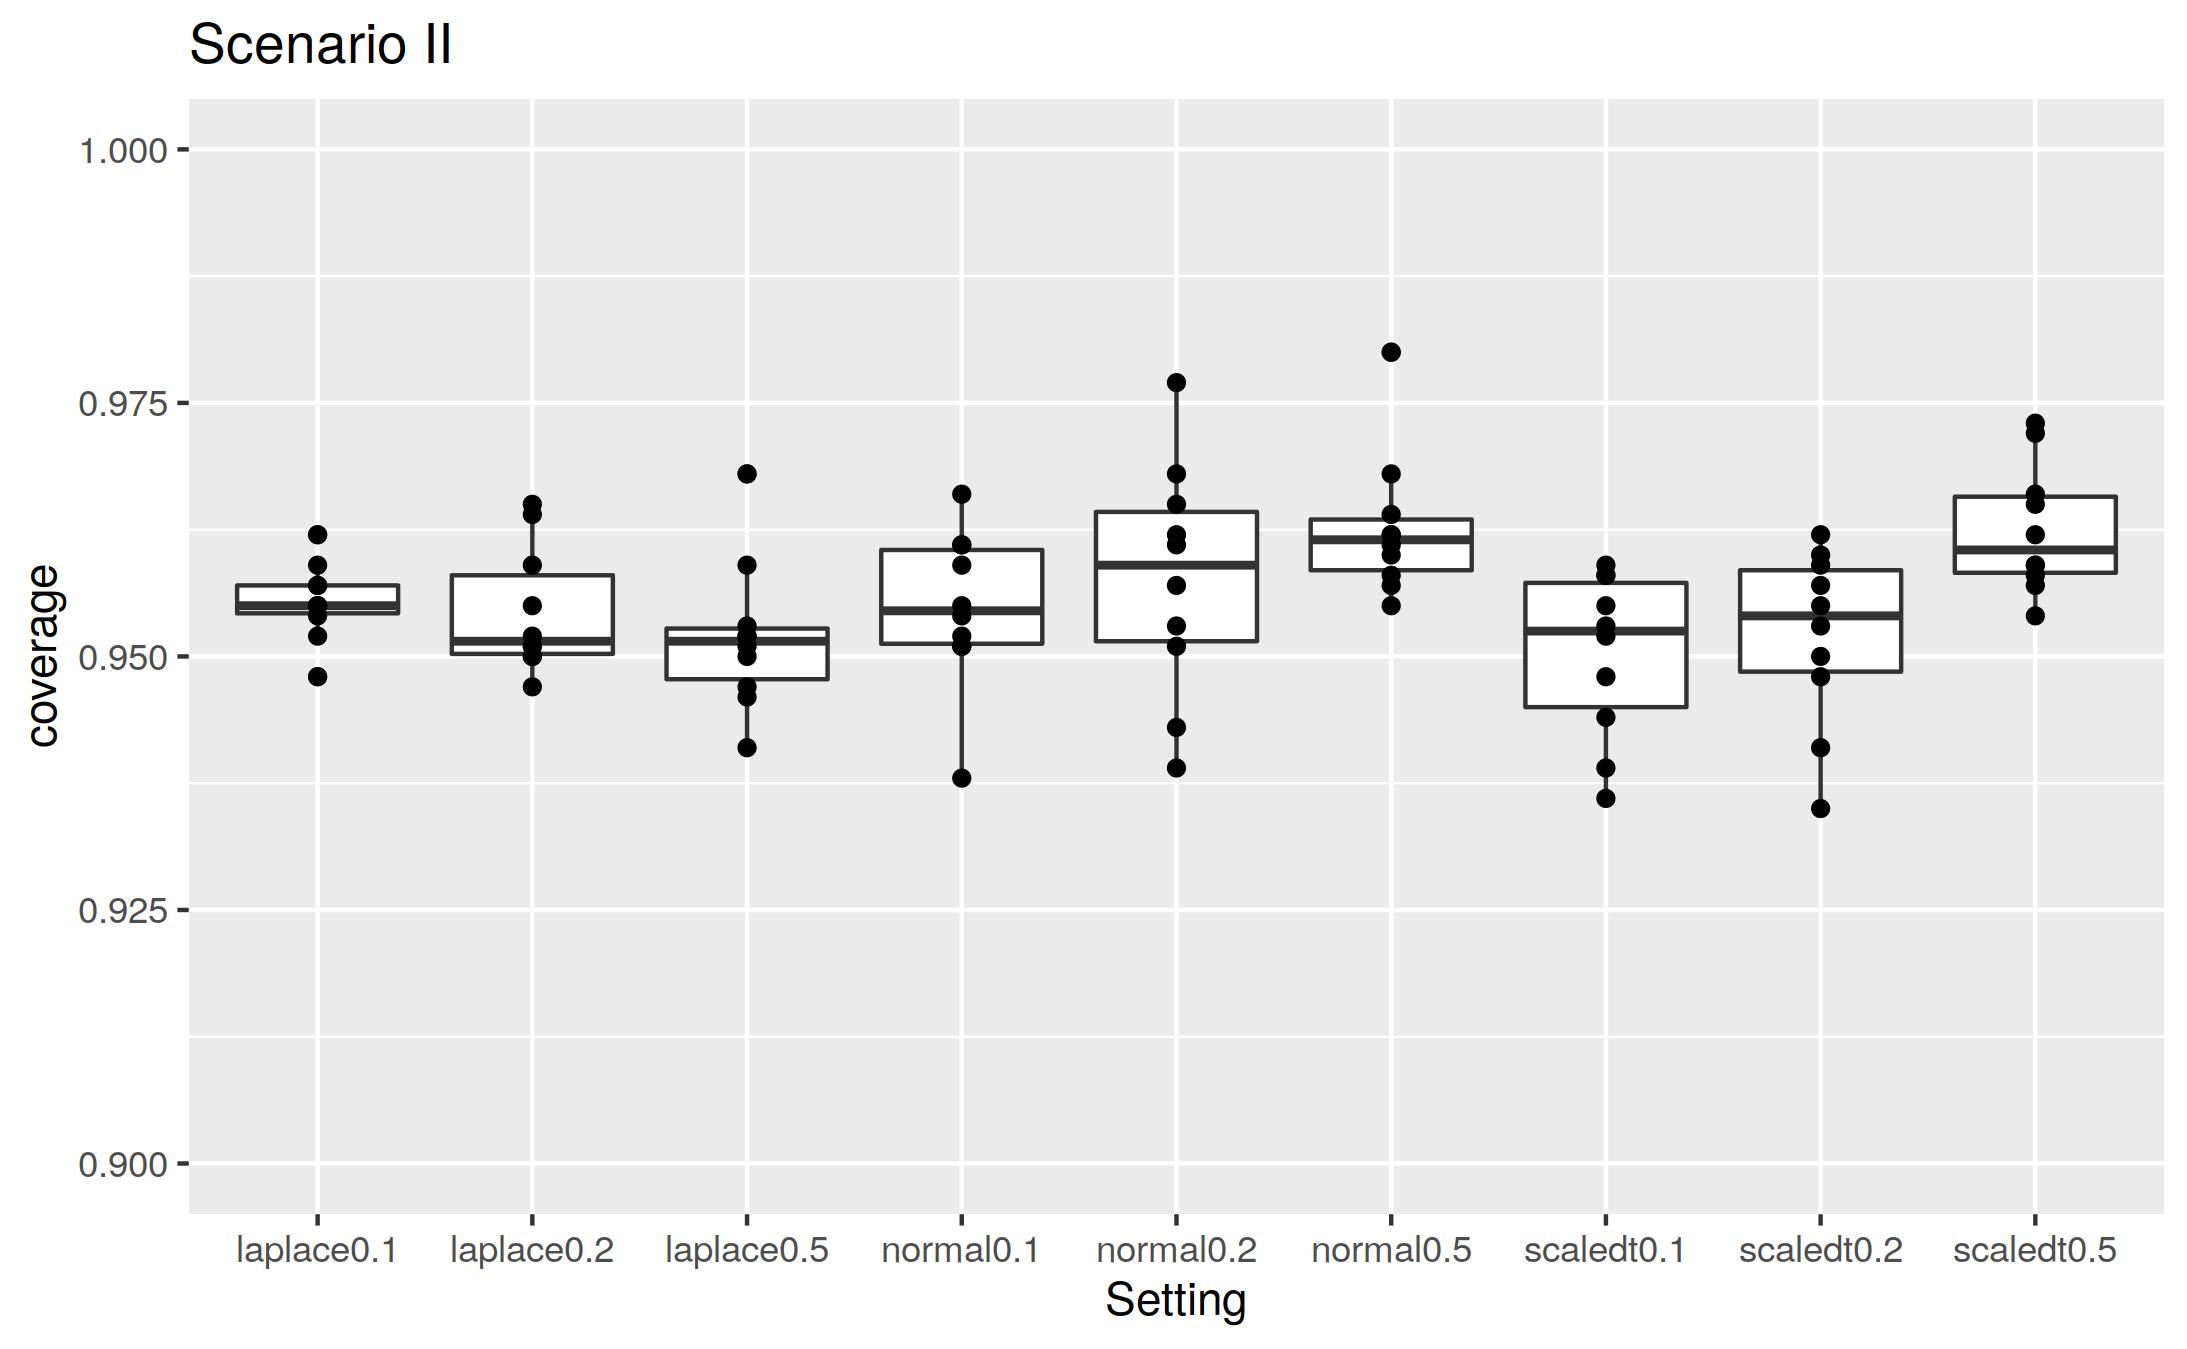 Scenario II
1.000
0.975
0.950
0.925
0.900
coverage
laplace0.1 laplace0.2 laplace0.5 normal0.1 normal0.2 normal0.5 scaledt0.1 scaledt0.2 scaledt0.5
Setting